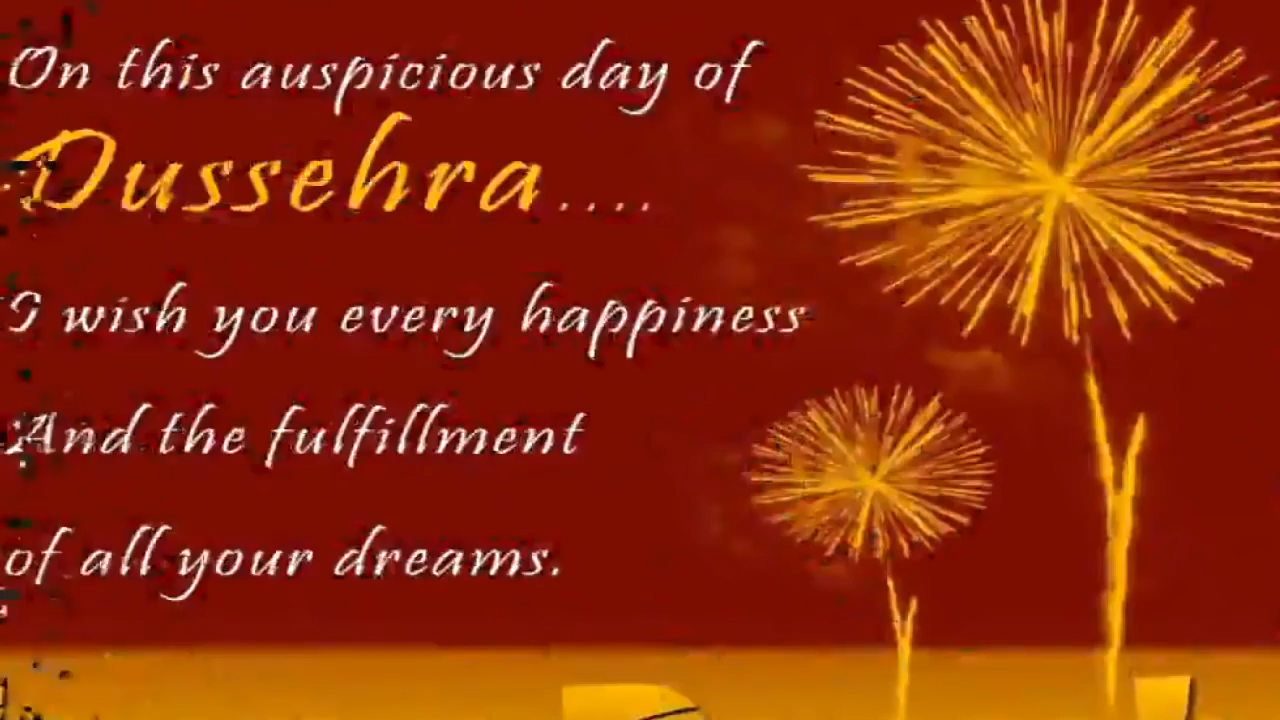 On this auspicious day of
Dussehra....
I wish you every happiness
And the fulfillment
of all your dreams.